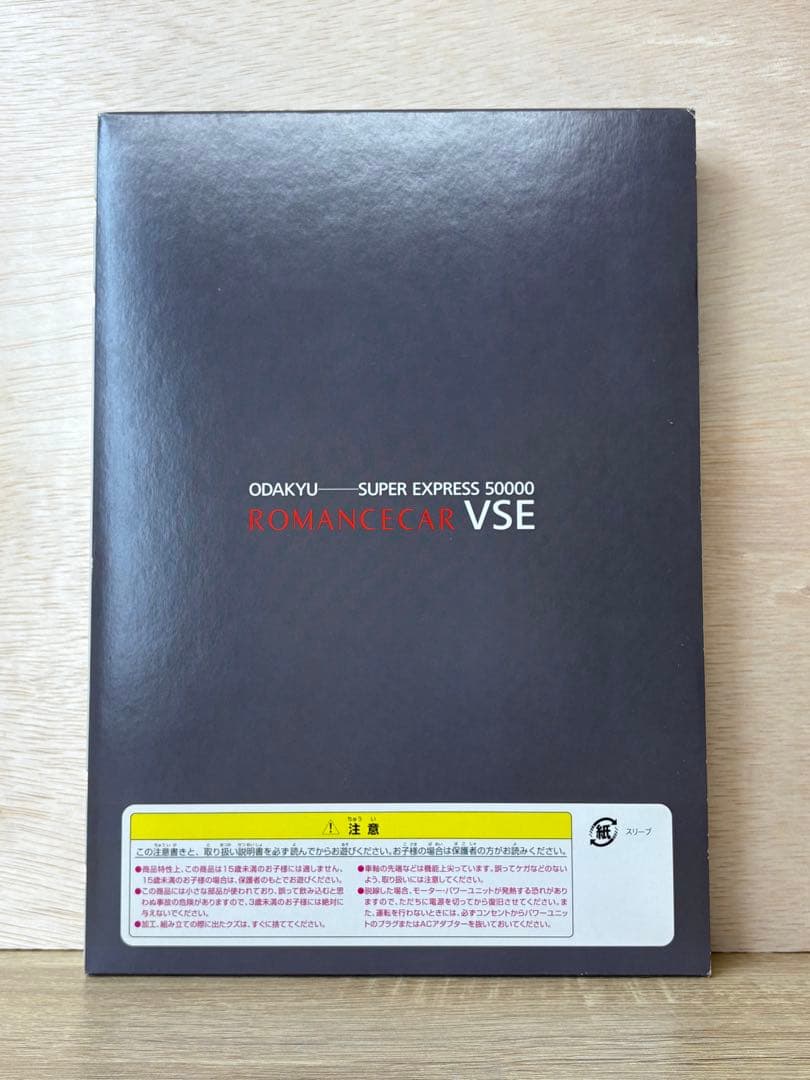 ODAKYU——SUPER EXPRESS 50000
ROMANCECAR VSE
⚠ 注意
この注意書きと、取り扱い説明書を必ず読んでからお遊びください。お子様の場合は保護者の方がお読みください。
●商品特性上、この商品は15歳未満のお子様には適しません。
15歳未満のお子様の場合は、保護者のもとでお遊びください。
●この商品には小さな部品が使われており、誤って飲み込むと思
わぬ事故の危険がありますので、3歳未満のお子様には絶対に
与えないでください。
●加工、組み立ての際に出たクズは、すぐに捨ててください。
●車軸の先端などは機能上尖っています。誤ってケガなどのない
よう、取り扱いには注意してください。
●脱線した場合、モーター・パワーユニットが発熱する恐れがあり
ますので、ただちに電源を切ってから復旧させてください。ま
た、運転を行わないときには、必ずコンセントからパワーユニッ
トのプラグまたはACアダプターを抜いておいてください。
紙 スリーブ